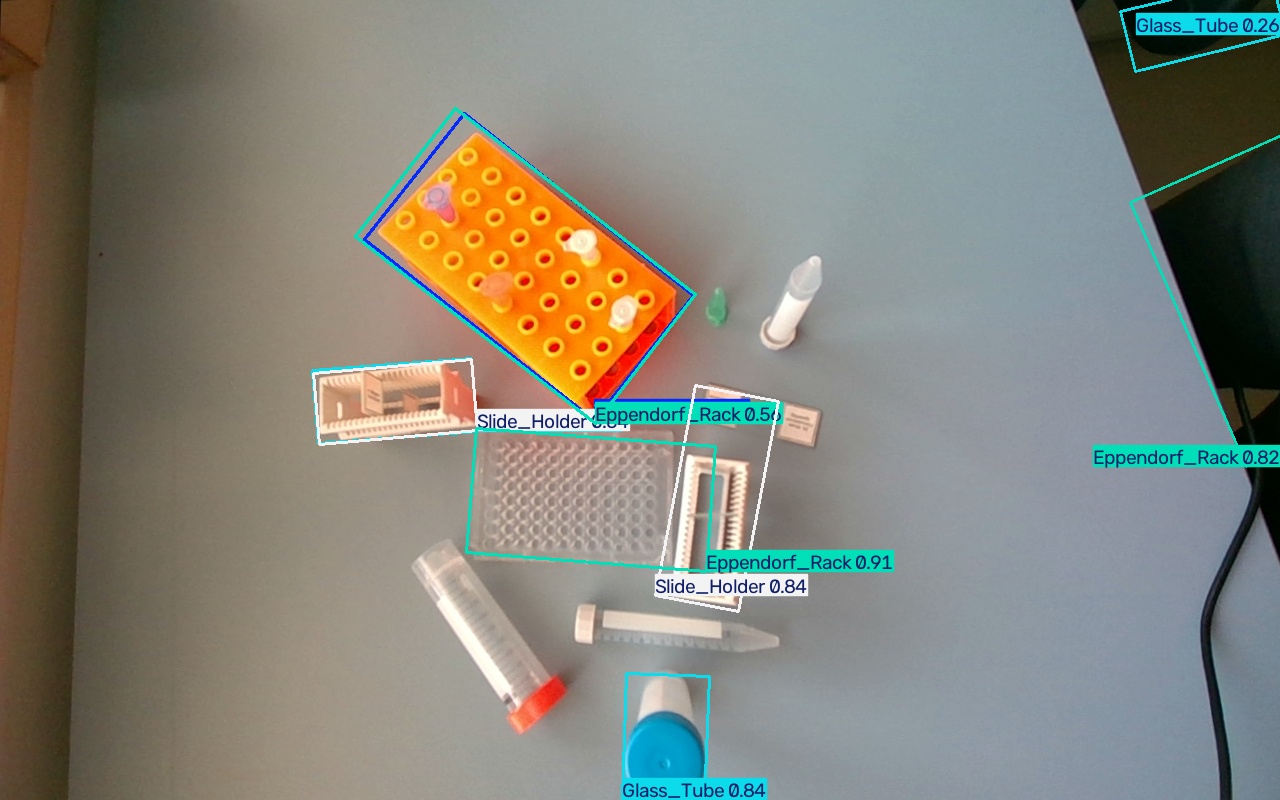 Glass_Tube 0.26
Slide_Holder 0.84
Eppendorf_Rack 0.56
Eppendorf_Rack 0.82
Eppendorf_Rack 0.91
Slide_Holder 0.84
Glass_Tube 0.84